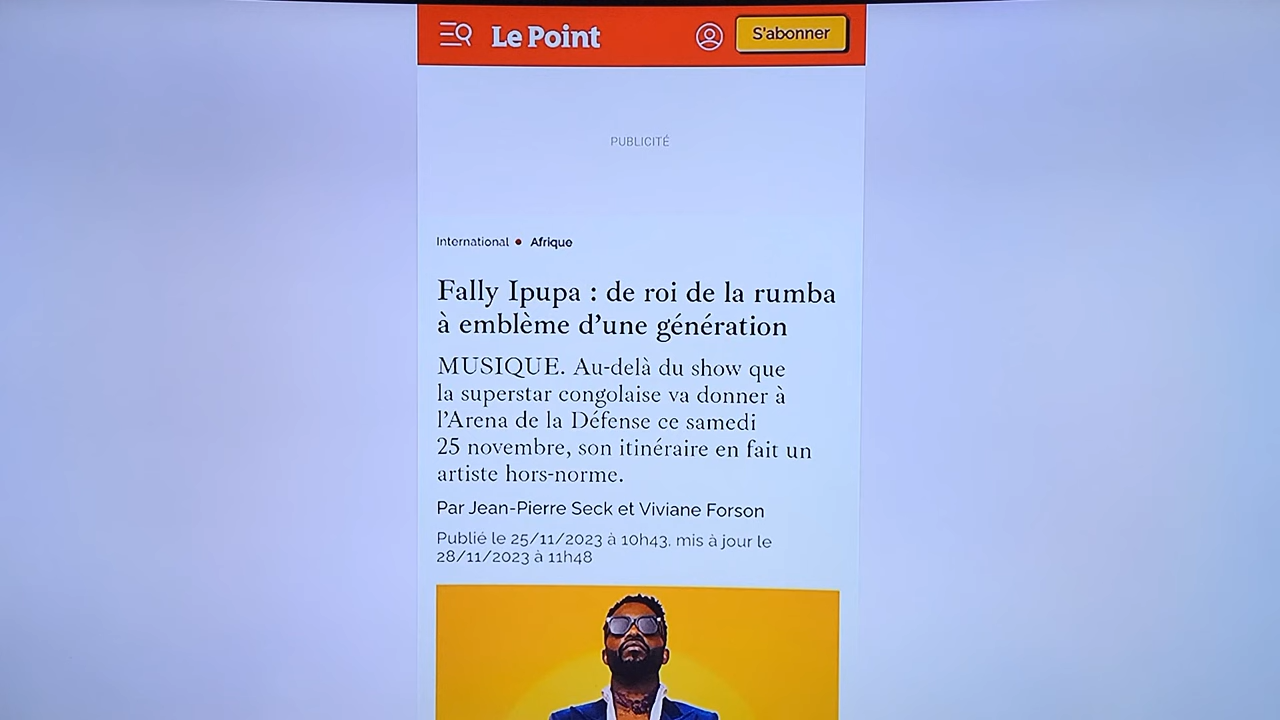 Le Point
S'abonner
PUBLICITÉ
International • Afrique
Fally Ipupa : de roi de la rumba
à emblème d’une génération
MUSIQUE. Au-delà du show que
la superstar congolaise va donner à
l’Arena de la Défense ce samedi
25 novembre, son itinéraire en fait un
artiste hors-norme.
Par Jean-Pierre Seck et Viviane Forson
Publié le 25/11/2023 à 10h43, mis à jour le
28/11/2023 à 11h48